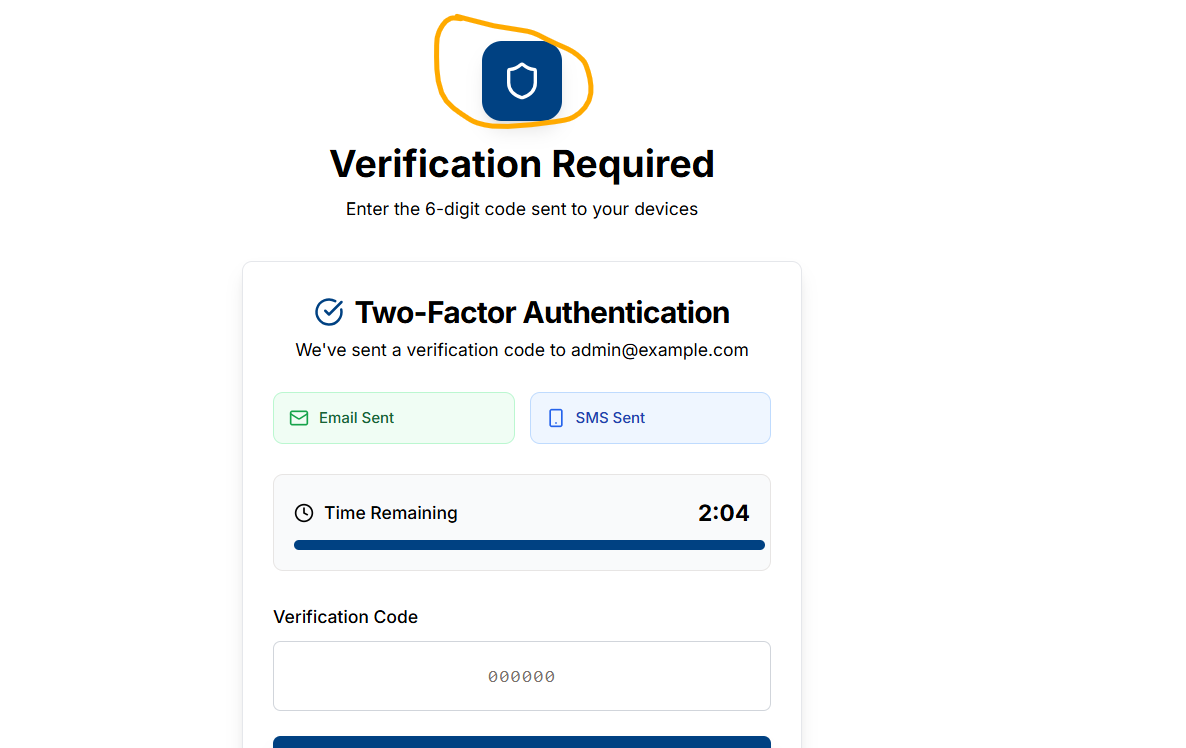 Verification Required
Enter the 6-digit code sent to your devices
Two-Factor Authentication
We've sent a verification code to admin@example.com
Email Sent
SMS Sent
Time Remaining
2:04
Verification Code
000000